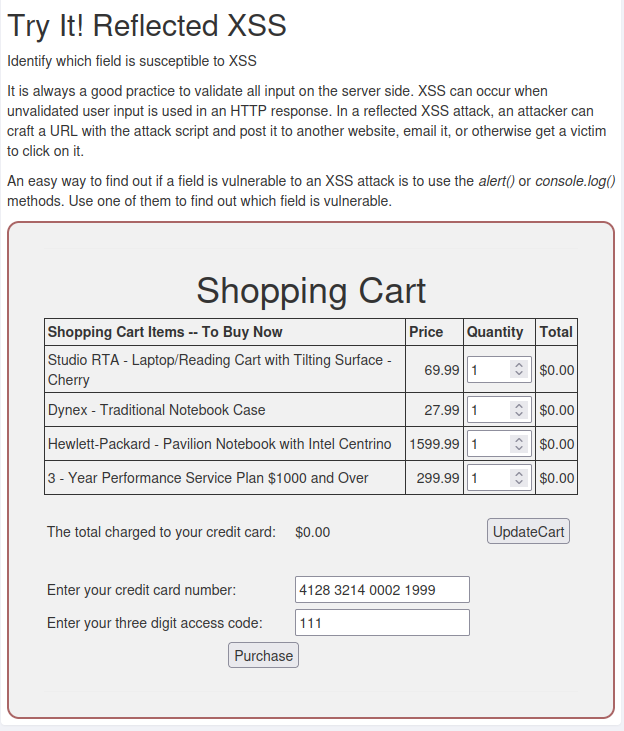 Try It! Reflected XSS
Identify which field is susceptible to XSS
It is always a good practice to validate all input on the server side. XSS can occur when
unvalidated user input is used in an HTTP response. In a reflected XSS attack, an attacker can
craft a URL with the attack script and post it to another website, email it, or otherwise get a victim
to click on it.
An easy way to find out if a field is vulnerable to an XSS attack is to use the alert() or console.log()
methods. Use one of them to find out which field is vulnerable.
Shopping Cart
Shopping Cart Items -- To Buy Now Price Quantity Total
Studio RTA - Laptop/Reading Cart with Tilting Surface -
Cherry 69.99 1 $0.00
Dynex - Traditional Notebook Case 27.99 1 $0.00
Hewlett-Packard - Pavilion Notebook with Intel Centrino 1599.99 1 $0.00
3 - Year Performance Service Plan $1000 and Over 299.99 1 $0.00
The total charged to your credit card: $0.00 UpdateCart
Enter your credit card number: 4128 3214 0002 1999
Enter your three digit access code: 111
Purchase